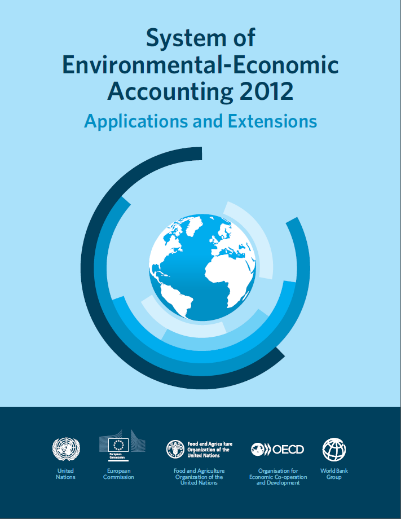 System of
Environmental-Economic
Accounting 2012
Applications and Extensions
European
Commission
Food and Agriculture
Organization of the
United Nations
OECD
United
Nations
European
Commission
Food and Agriculture
Organization of the
United Nations
Organisation for
Economic Co-operation
and Development
World Bank
Group